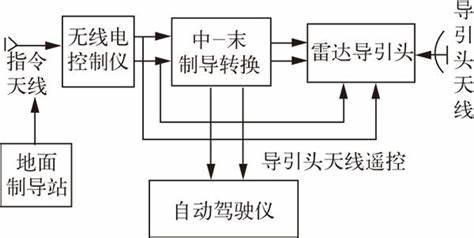 指令
天线
无线电
控制仪
中－末
制导转换
雷达导引头
导引头天线
地面
制导站
导引头天线遥控
自动驾驶仪